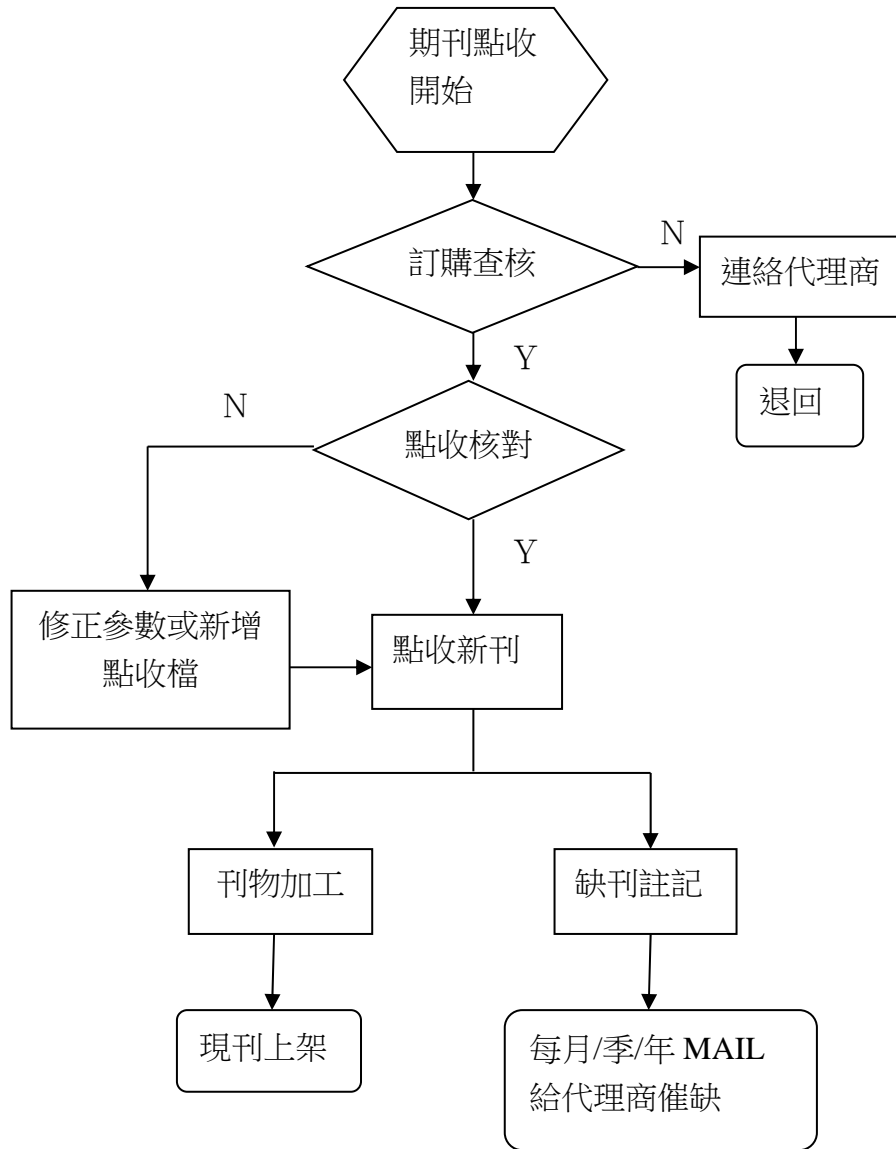 期刊點收
開始
訂購查核
N
連絡代理商
Y
退回
N
點收核對
Y
修正參數或新增
點收檔
點收新刊
刊物加工
缺刊註記
現刊上架
每月/季/年 MAIL
給代理商催缺